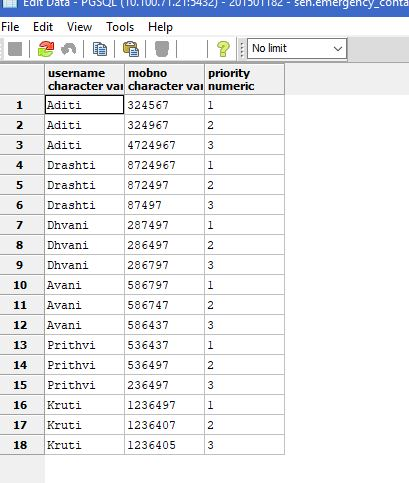 Edit Data - PGSQL (10.100.71.21:5432) - 201501182 - sen.emergency_conta
File Edit View Tools Help
No limit
username mobno priority
character var character var numeric
1 Aditi 324567 1
2 Aditi 324967 2
3 Aditi 4724967 3
4 Drashti 8724967 1
5 Drashti 872497 2
6 Drashti 87497 3
7 Dhvani 287497 1
8 Dhvani 286497 2
9 Dhvani 286797 3
10 Avani 586797 1
11 Avani 586747 2
12 Avani 586437 3
13 Prithvi 536437 1
14 Prithvi 536497 2
15 Prithvi 236497 3
16 Kruti 1236497 1
17 Kruti 1236407 2
18 Kruti 1236405 3